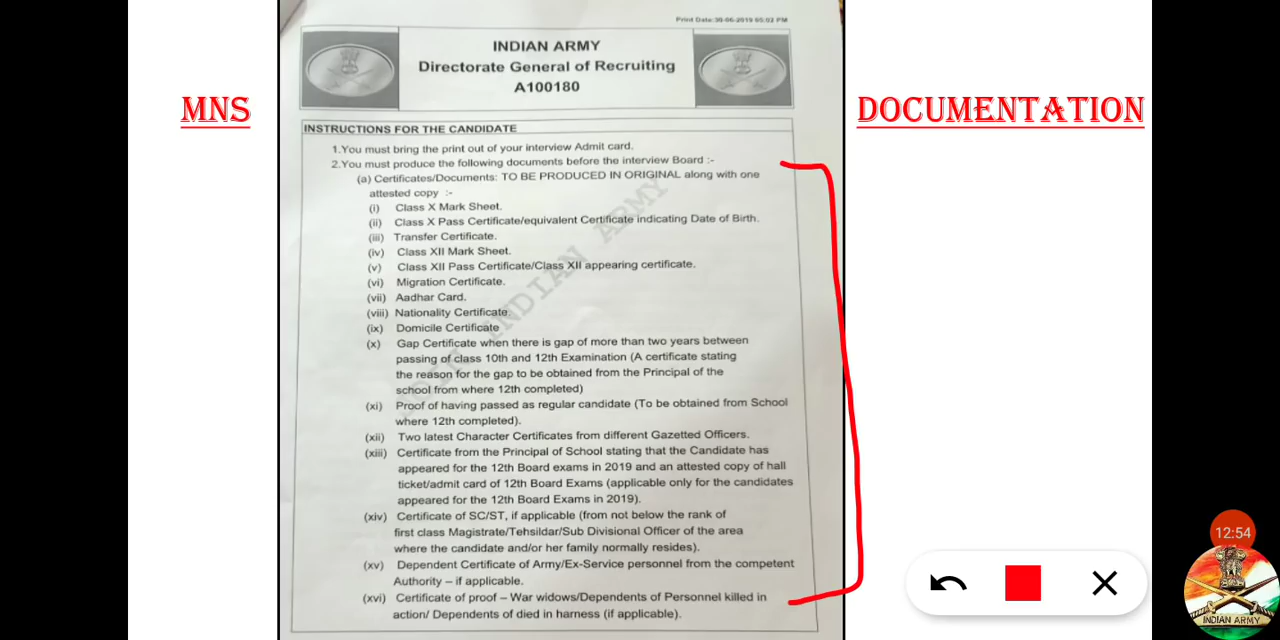 Print Date:30-06-2019 05:02 PM
INDIAN ARMY
Directorate General of Recruiting
A100180
MNS
DOCUMENTATION
INSTRUCTIONS FOR THE CANDIDATE
1.You must bring the print out of your interview Admit card.
2.You must produce the following documents before the interview Board :-
(a) Certificates/Documents: TO BE PRODUCED IN ORIGINAL along with one
attested copy :-
(i) Class X Mark Sheet.
(ii) Class X Pass Certificate/equivalent Certificate indicating Date of Birth.
(iii) Transfer Certificate.
(iv) Class XII Mark Sheet.
(v) Class XII Pass Certificate/Class XII appearing certificate.
(vi) Migration Certificate.
(vii) Aadhar Card.
(viii) Nationality Certificate.
(ix) Domicile Certificate
(x) Gap Certificate when there is gap of more than two years between
passing of class 10th and 12th Examination (A certificate stating
the reason for the gap to be obtained from the Principal of the
school from where 12th completed)
(xi) Proof of having passed as regular candidate (To be obtained from School
where 12th completed).
(xii) Two latest Character Certificates from different Gazetted Officers.
(xiii) Certificate from the Principal of School stating that the Candidate has
appeared for the 12th Board exams in 2019 and an attested copy of hall
ticket/admit card of 12th Board Exams (applicable only for the candidates
appeared for the 12th Board Exams in 2019).
(xiv) Certificate of SC/ST, if applicable (from not below the rank of
first class Magistrate/Tehsildar/Sub Divisional Officer of the area
where the candidate and/or her family normally resides).
(xv) Dependent Certificate of Army/Ex-Service personnel from the competent
Authority – if applicable.
(xvi) Certificate of proof – War widows/Dependents of Personnel killed in
action/ Dependents of died in harness (if applicable).
INDIAN ARMY
12:54
INDIAN ARMY